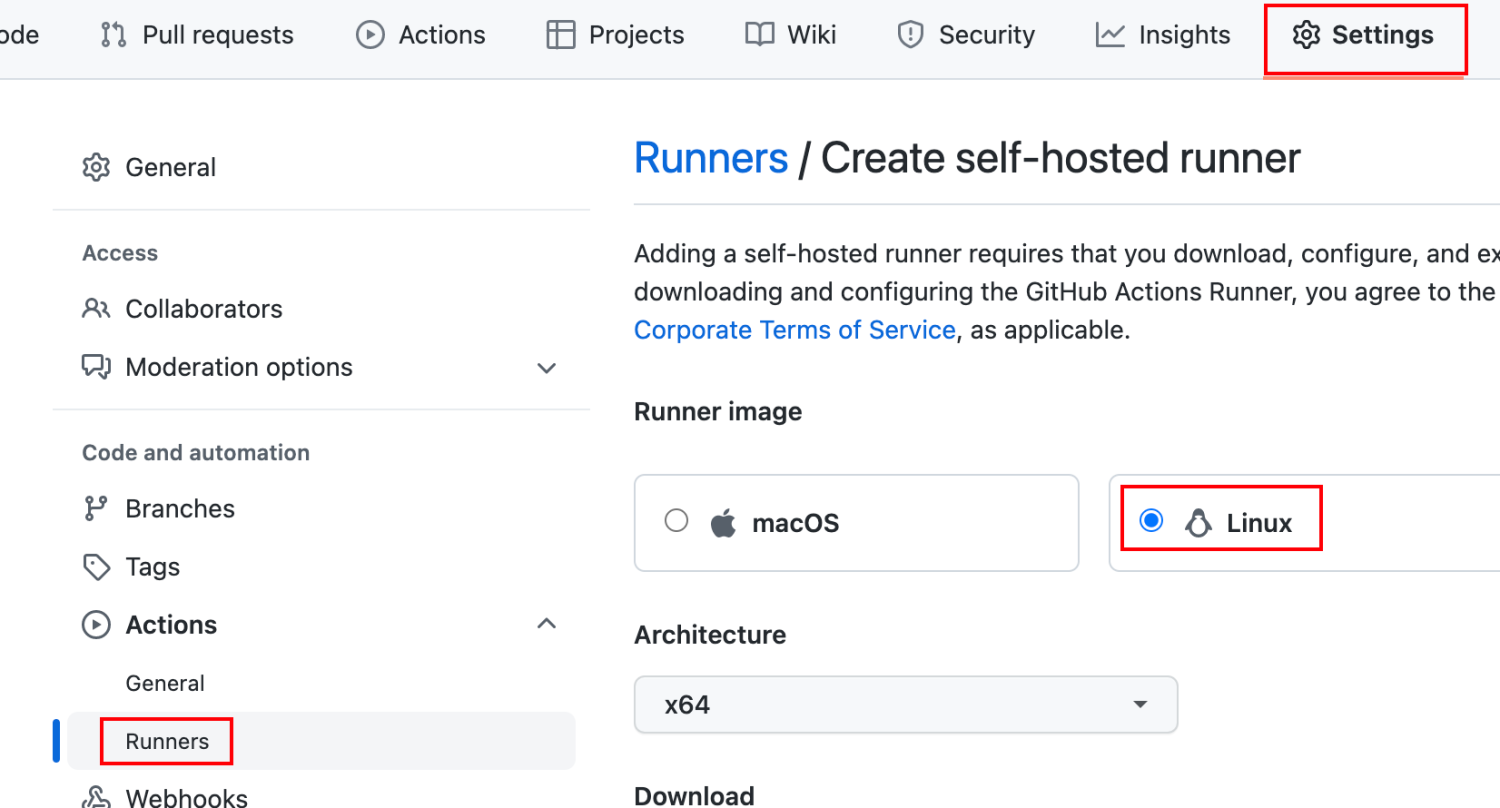 ode Pull requests Actions Projects Wiki Security Insights Settings
General
Access
Collaborators
Moderation options
Code and automation
Branches
Tags
Actions
General
Runners
Webhooks
Runners / Create self-hosted runner
Adding a self-hosted runner requires that you download, configure, and ex
downloading and configuring the GitHub Actions Runner, you agree to the
Corporate Terms of Service, as applicable.
Runner image
macOS Linux
Architecture
x64
Download